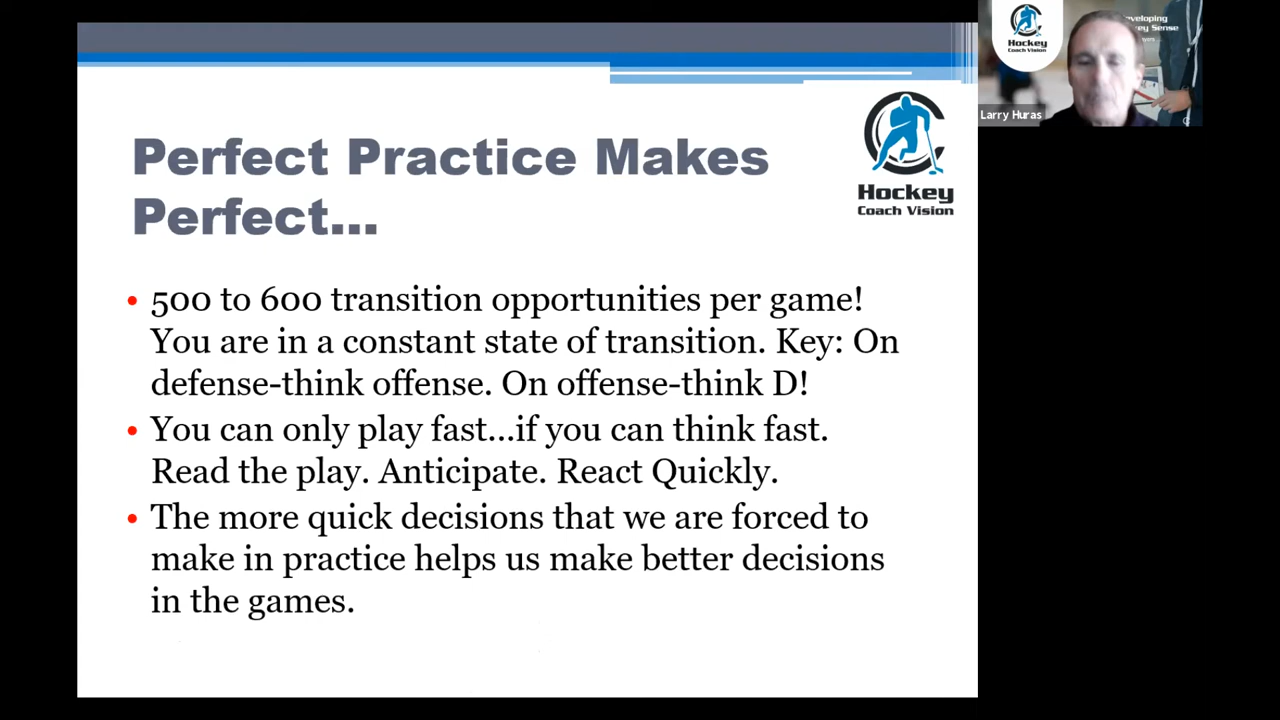 Perfect Practice Makes
Perfect...
Hockey
Coach Vision
• 500 to 600 transition opportunities per game!
You are in a constant state of transition. Key: On
defense-think offense. On offense-think D!
• You can only play fast...if you can think fast.
Read the play. Anticipate. React Quickly.
• The more quick decisions that we are forced to
make in practice helps us make better decisions
in the games.
Hockey
Coach Vision
Larry Huras